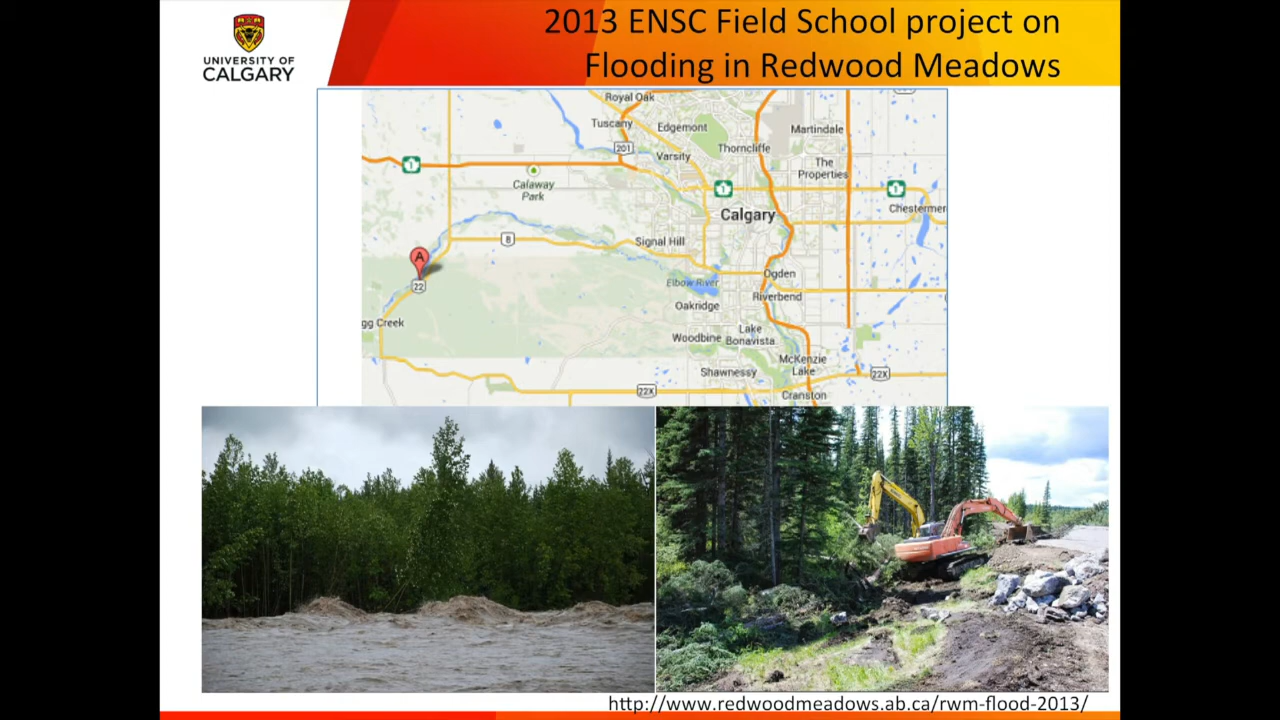 2013 ENSC Field School project on
Flooding in Redwood Meadows
UNIVERSITY OF
CALGARY
Royal Oak
Tuscany
Edgemont
Martindale
201
Varsity
Thorncliffe
The
Properties
1
Calaway
Park
1
1
Calgary
Chestermer
8
Signal Hill
A
22
Ogden
Elbow River
Riverbend
Oakridge
gg Creek
Woodbine
Lake
Bonavista
McKenzie
Lake
Shawnessy
22X
22X
Cranston
http://www.redwoodmeadows.ab.ca/rwm-flood-2013/